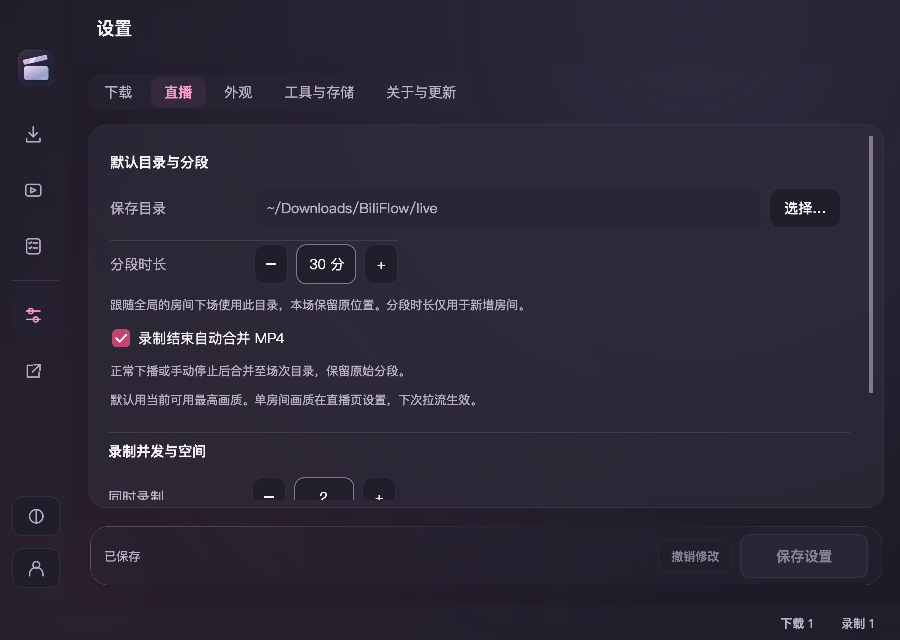 设置
下载 直播 外观 工具与存储 关于与更新
默认目录与分段
保存目录 ~/Downloads/BiliFlow/live 选择...
分段时长 − 30 分 +
跟随全局的房间下场使用此目录，本场保留原位置。分段时长仅用于新增房间。
录制结束自动合并 MP4
正常下播或手动停止后合并至场次目录，保留原始分段。
默认用当前可用最高画质。单房间画质在直播页设置，下次拉流生效。
录制并发与空间
同时录制 − 2 +
已保存 撤销修改 保存设置
下载 1 录制 1